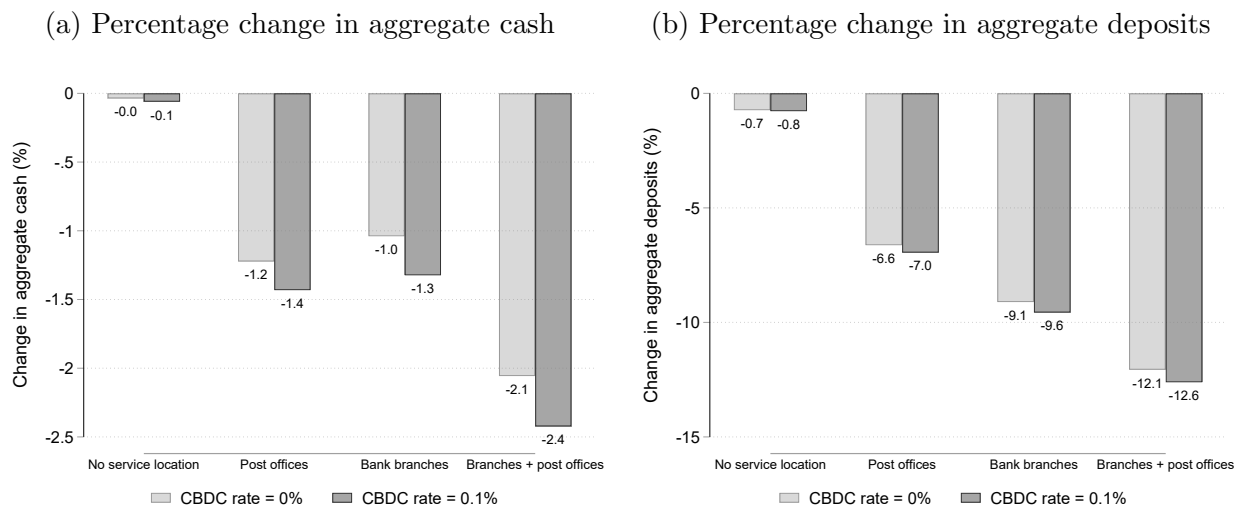 (a) Percentage change in aggregate cash
Change in aggregate cash (%)
0
-.5
-1
-1.5
-2
-2.5
-0.0
-0.1
-1.2
-1.4
-1.0
-1.3
-2.1
-2.4
No service location
Post offices
Bank branches
Branches + post offices
CBDC rate = 0%
CBDC rate = 0.1%
(b) Percentage change in aggregate deposits
Change in aggregate deposits (%)
0
-5
-10
-15
-0.7
-0.8
-6.6
-7.0
-9.1
-9.6
-12.1
-12.6
No service location
Post offices
Bank branches
Branches + post offices
CBDC rate = 0%
CBDC rate = 0.1%